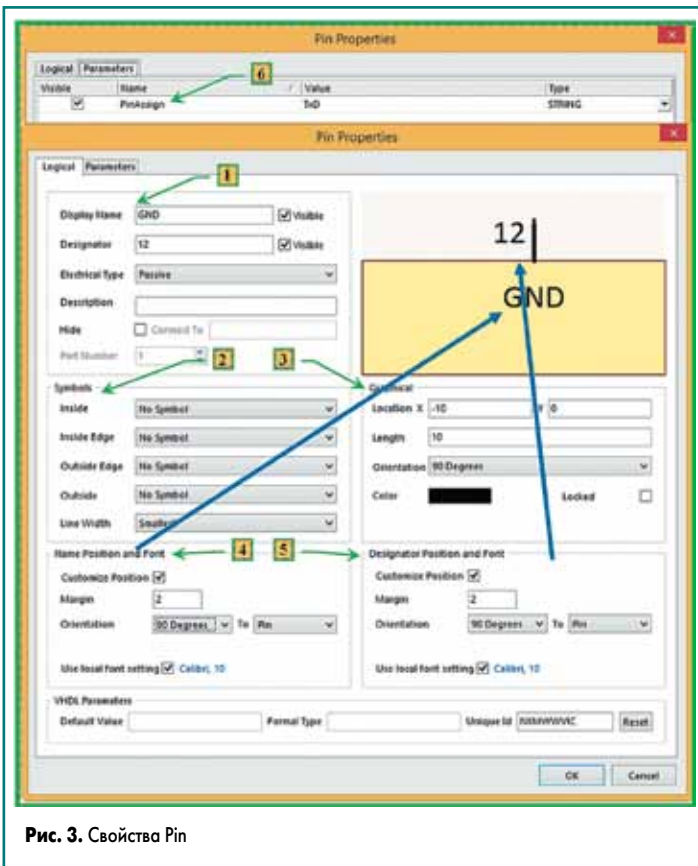 Pin Properties
Logical Parameters
6
Visible Name / Value Type
PinAssign TxD STRING
Pin Properties
Logical Parameters
1
Display Name GND Visible
Designator 12 Visible
Electrical Type Passive
Description
Hide Connect To
Part Number 1
12
GND
2 3
Symbols
Inside No Symbol
Inside Edge No Symbol
Outside Edge No Symbol
Outside No Symbol
Line Width Smallest
Graphical
Location X -10 Y 0
Length 10
Orientation 90 Degrees
Color Locked
4 5
Name Position and Font
Customize Position
Margin 2
Orientation 90 Degrees To Pin
Use local font setting Calibri, 10
Designator Position and Font
Customize Position
Margin 2
Orientation 90 Degrees To Pin
Use local font setting Calibri, 10
VHDL Parameters
Default Value Formal Type Unique Id Reset
OK Cancel
Рис. 3. Свойства Pin